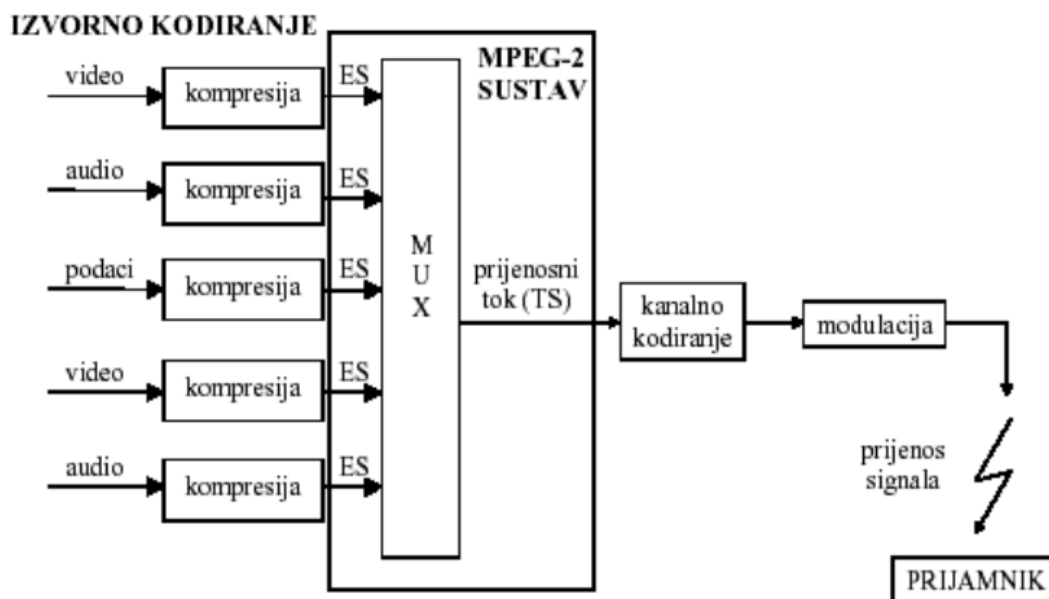 IZVORNO KODIRANJE
MPEG-2
SUSTAV
video
kompresija
ES
audio
kompresija
ES
podaci
kompresija
ES
video
kompresija
ES
audio
kompresija
ES
M
U
X
prijenosni
tok (TS)
kanalno
kodiranje
modulacija
prijenos
signala
PRIJAMNIK